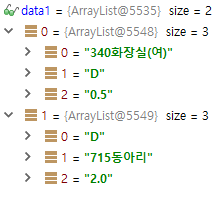 data1 = {ArrayList@5535} size = 2
0 = {ArrayList@5548} size = 3
0 = "340화장실(여)"
1 = "D"
2 = "0.5"
1 = {ArrayList@5549} size = 3
0 = "D"
1 = "715동아리"
2 = "2.0"